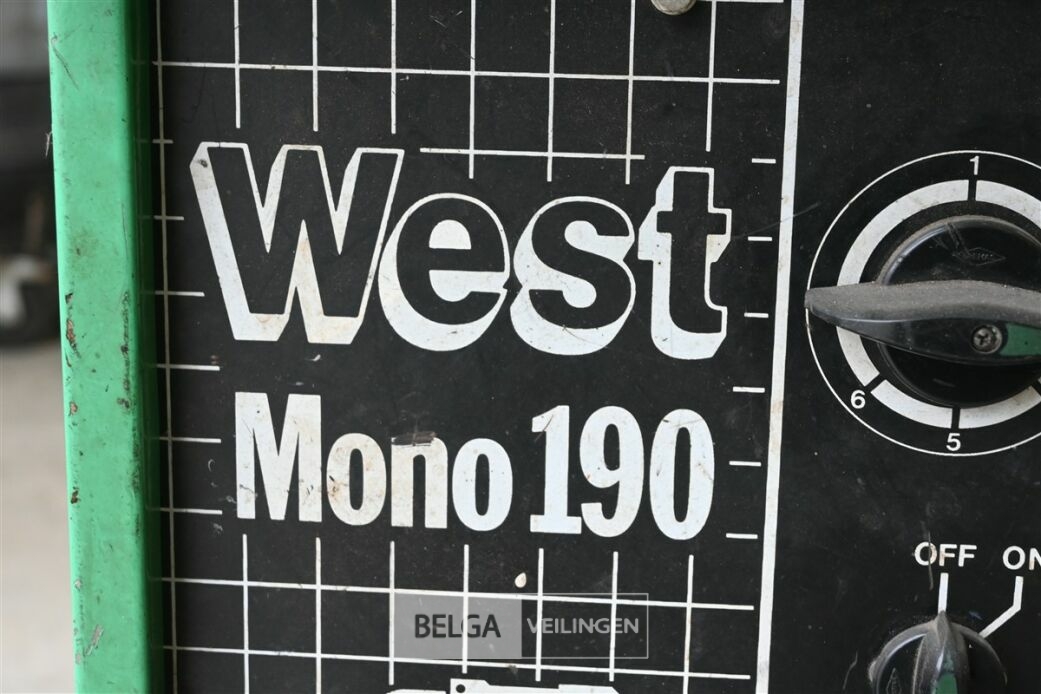 West
Mono 190
1
6
5
OFF ON
BELGA VEILINGEN